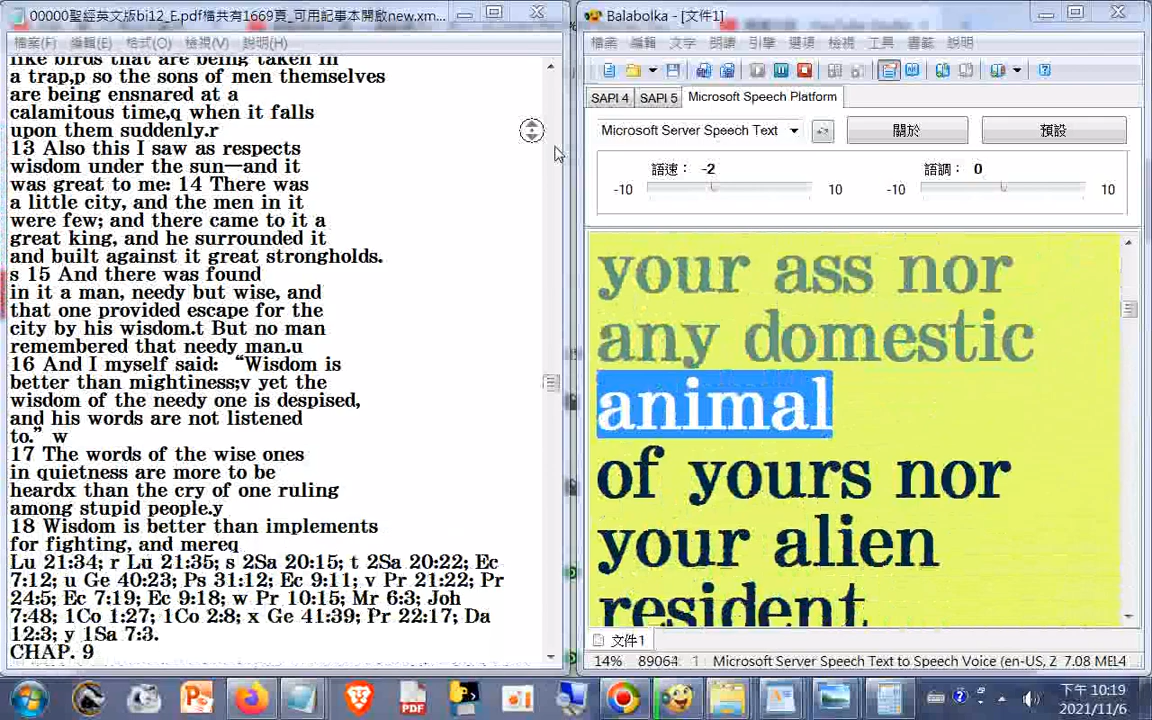 00000聖經英文版bi12_E.pdf檔共有1669頁_可用記事本開啟new.xm...
檔案(F) 編輯(E) 格式(O) 檢視(V) 說明(H)
like birds that are being taken in
a trap,p so the sons of men themselves
are being ensnared at a
calamitous time,q when it falls
upon them suddenly.r
13 Also this I saw as respects
wisdom under the sun—and it
was great to me: 14 There was
a little city, and the men in it
were few; and there came to it a
great king, and he surrounded it
and built against it great strongholds.
s 15 And there was found
in it a man, needy but wise, and
that one provided escape for the
city by his wisdom.t But no man
remembered that needy man.u
16 And I myself said: “Wisdom is
better than mightiness;v yet the
wisdom of the needy one is despised,
and his words are not listened
to.” w
17 The words of the wise ones
in quietness are more to be
heardx than the cry of one ruling
among stupid people.y
18 Wisdom is better than implements
for fighting, and mereq
Lu 21:34; r Lu 21:35; s 2Sa 20:15; t 2Sa 20:22; Ec
7:12; u Ge 40:23; Ps 31:12; Ec 9:11; v Pr 21:22; Pr
24:5; Ec 7:19; Ec 9:18; w Pr 10:15; Mr 6:3; Joh
7:48; 1Co 1:27; 1Co 2:8; x Ge 41:39; Pr 22:17; Da
12:3; y 1Sa 7:3.
CHAP. 9
Balabolka - [文件1]
檔案 編輯 文字 朗讀 引擎 選項 檢視 工具 書籤 說明
SAPI 4 SAPI 5 Microsoft Speech Platform
Microsoft Server Speech Text 關於 預設
語速： -2 語調： 0
-10 10 -10 10
your ass nor
any domestic
animal
of yours nor
your alien
resident
文件1
14% 89064 1 Microsoft Server Speech Text to Speech Voice (en-US, Z 7.08 ME L4
PDF
下午 10:19
2021/11/6